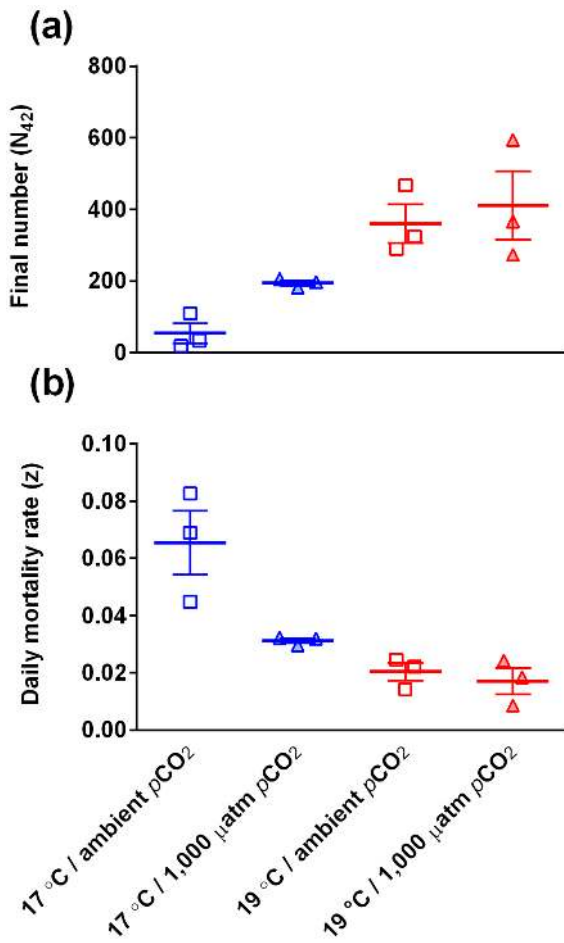 (a)
800
600
400
200
0
Final number (N42)
(b)
0.10
0.08
0.06
0.04
0.02
0.00
Daily mortality rate (z)
17 °C / ambient pCO2
17 °C / 1,000 µatm pCO2
19 °C / ambient pCO2
19 °C / 1,000 µatm pCO2